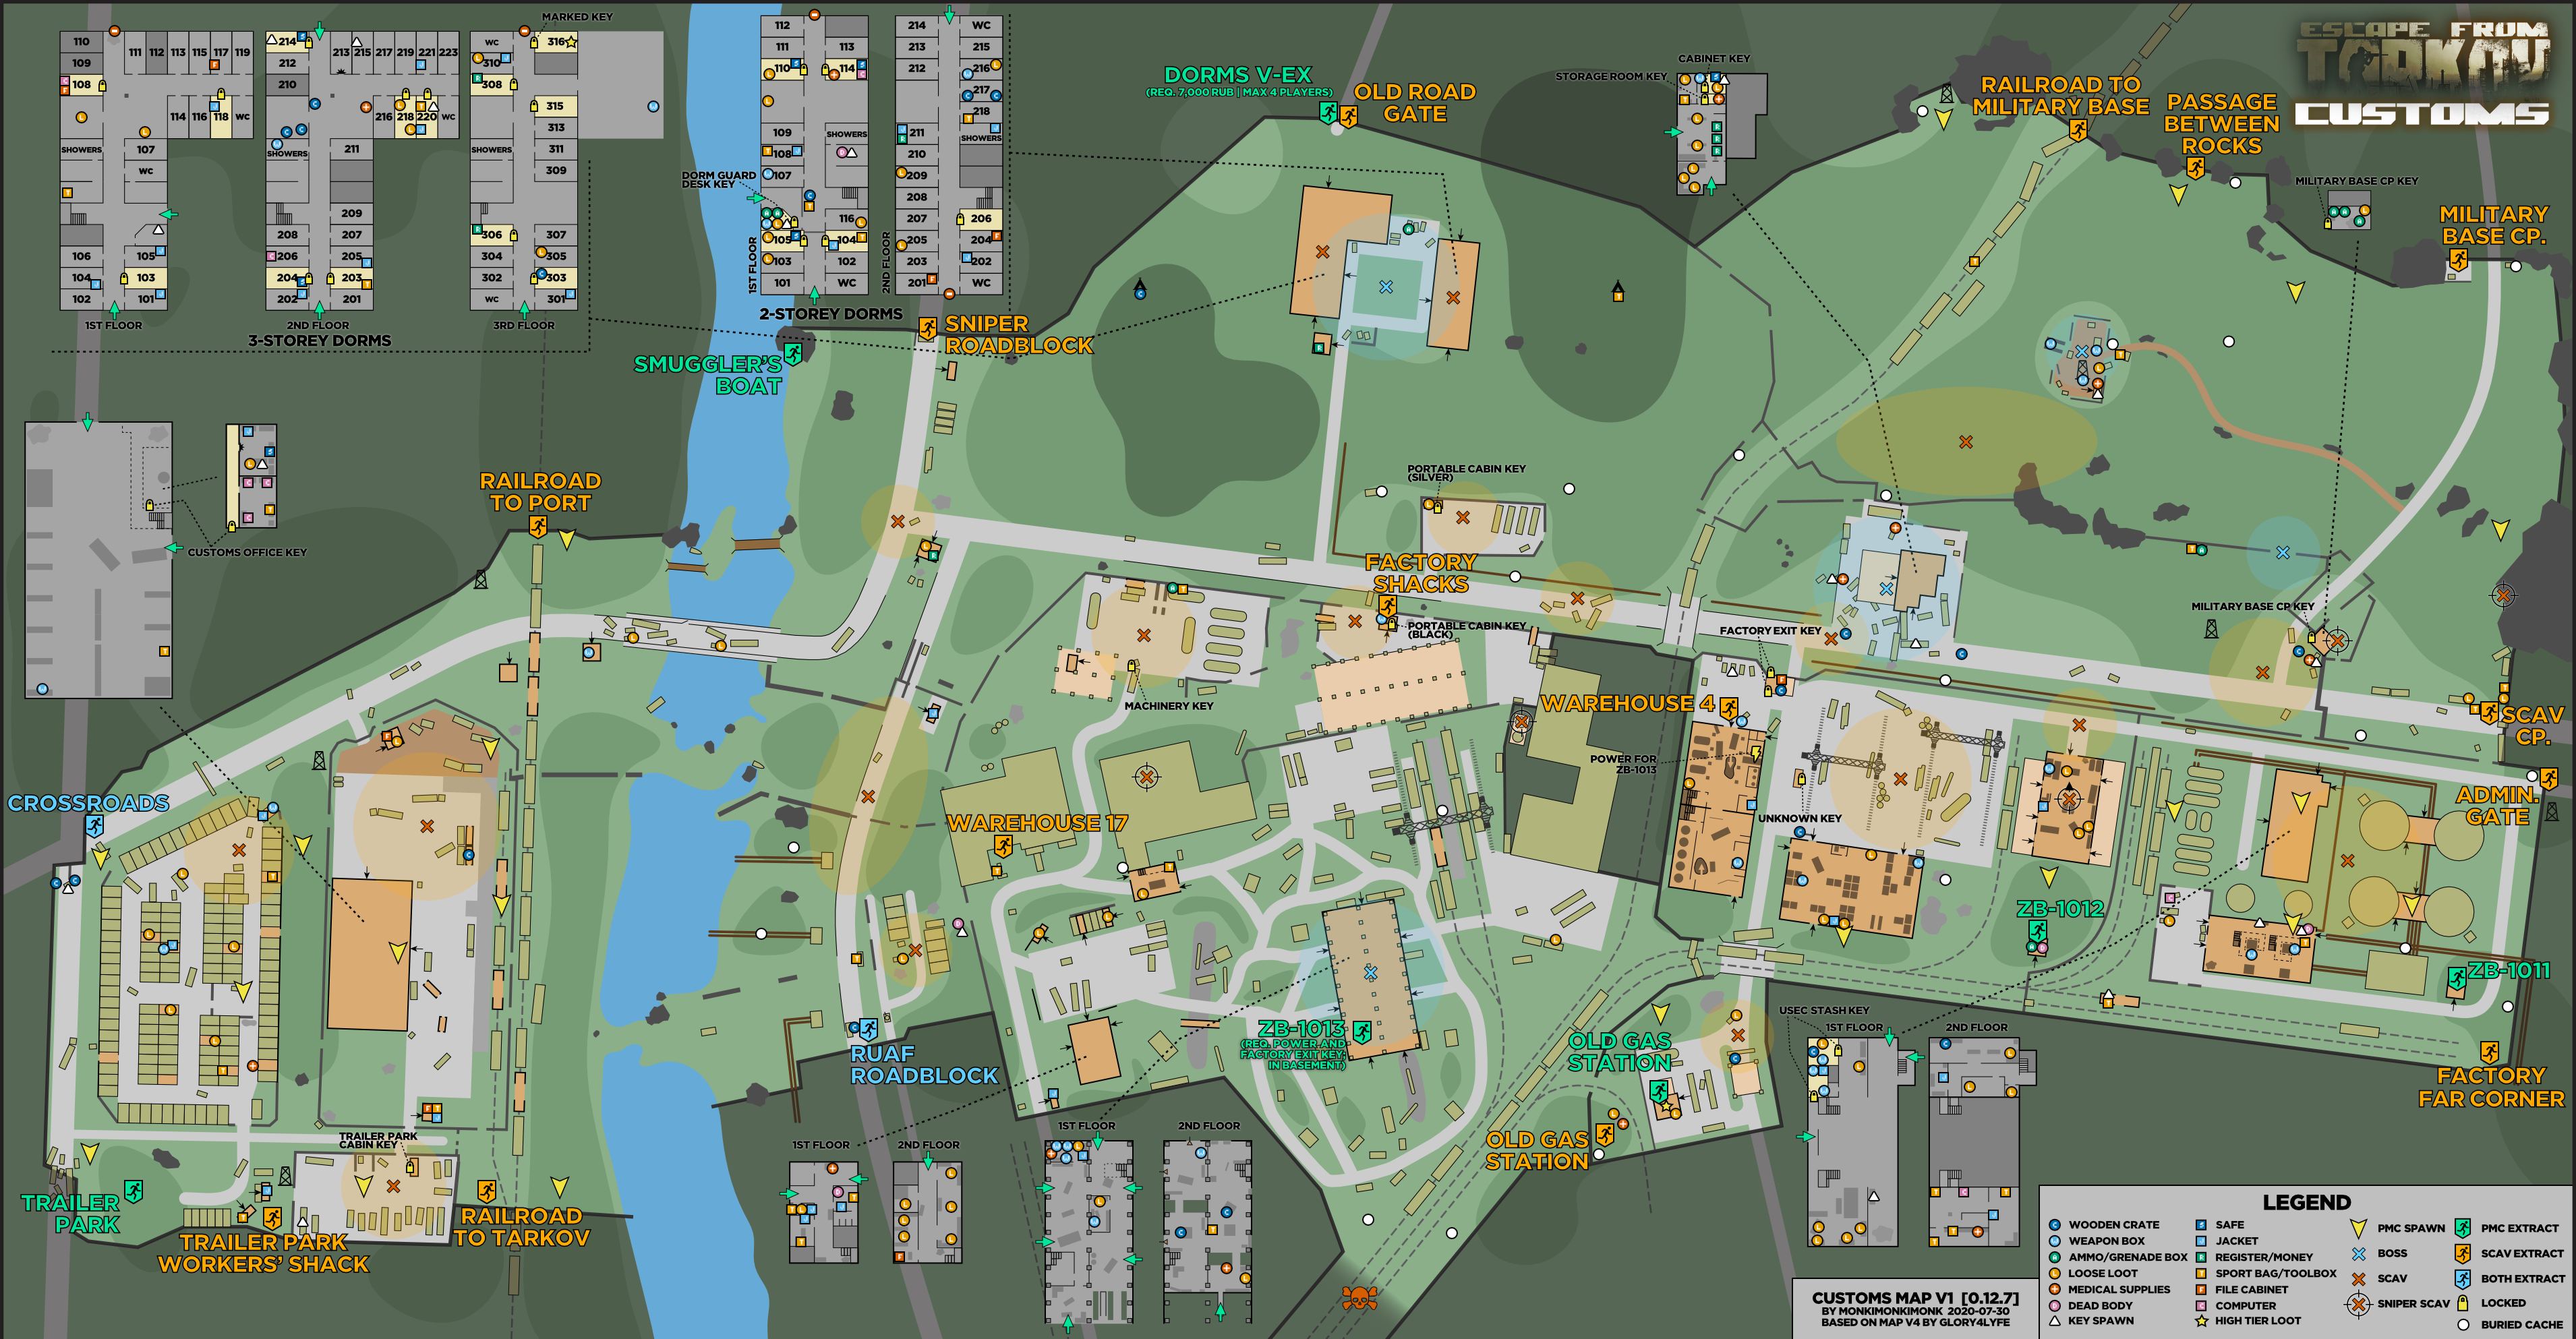 ESCAPE FROM
TARKOV
CUSTOMS
MARKED KEY
110
109
108
111
112
113
115
117
119
114
116
118
WC
SHOWERS
107
WC
106
105
104
103
102
101
1ST FLOOR
214
212
210
213
215
217
219
221
223
216
218
220
WC
SHOWERS
211
209
208
207
206
205
204
203
202
201
2ND FLOOR
WC
316
310
308
315
313
SHOWERS
311
309
306
307
304
305
302
303
WC
301
3RD FLOOR
3-STOREY DORMS
112
111
113
110
114
109
SHOWERS
108
107
DORM GUARD
DESK KEY
116
105
104
103
102
101
WC
1ST FLOOR
214
WC
213
215
212
216
217
218
211
SHOWERS
210
209
208
207
206
205
204
203
202
201
WC
2ND FLOOR
2-STOREY DORMS
DORMS V-EX
(REQ. 7,000 RUB | MAX 4 PLAYERS)
OLD ROAD
GATE
CABINET KEY
STORAGE ROOM KEY
RAILROAD TO
MILITARY BASE
PASSAGE
BETWEEN
ROCKS
MILITARY BASE CP KEY
MILITARY
BASE CP.
SNIPER
ROADBLOCK
SMUGGLER'S
BOAT
RAILROAD
TO PORT
CUSTOMS OFFICE KEY
PORTABLE CABIN KEY
(SILVER)
FACTORY
SHACKS
PORTABLE CABIN KEY
(BLACK)
FACTORY EXIT KEY
MILITARY BASE CP KEY
MACHINERY KEY
WAREHOUSE 4
POWER FOR
ZB-1013
UNKNOWN KEY
SCAV
CP.
ADMIN.
GATE
CROSSROADS
WAREHOUSE 17
ZB-1012
ZB-1011
RUAF
ROADBLOCK
ZB-1013
(REQ. POWER AND
FACTORY EXIT KEY;
IN BASEMENT)
OLD GAS
STATION
USEC STASH KEY
1ST FLOOR
2ND FLOOR
FACTORY
FAR CORNER
OLD GAS
STATION
1ST FLOOR
2ND FLOOR
1ST FLOOR
2ND FLOOR
TRAILER PARK
CABIN KEY
TRAILER
PARK
TRAILER PARK
WORKERS' SHACK
RAILROAD
TO TARKOV
CUSTOMS MAP V1 [0.12.7]
BY MONKIMONKIMONK 2020-07-30
BASED ON MAP V4 BY GLORY4LYFE
LEGEND
WOODEN CRATE
WEAPON BOX
AMMO/GRENADE BOX
LOOSE LOOT
MEDICAL SUPPLIES
DEAD BODY
KEY SPAWN
SAFE
JACKET
REGISTER/MONEY
SPORT BAG/TOOLBOX
FILE CABINET
COMPUTER
HIGH TIER LOOT
PMC SPAWN
BOSS
SCAV
SNIPER SCAV
PMC EXTRACT
SCAV EXTRACT
BOTH EXTRACT
LOCKED
BURIED CACHE